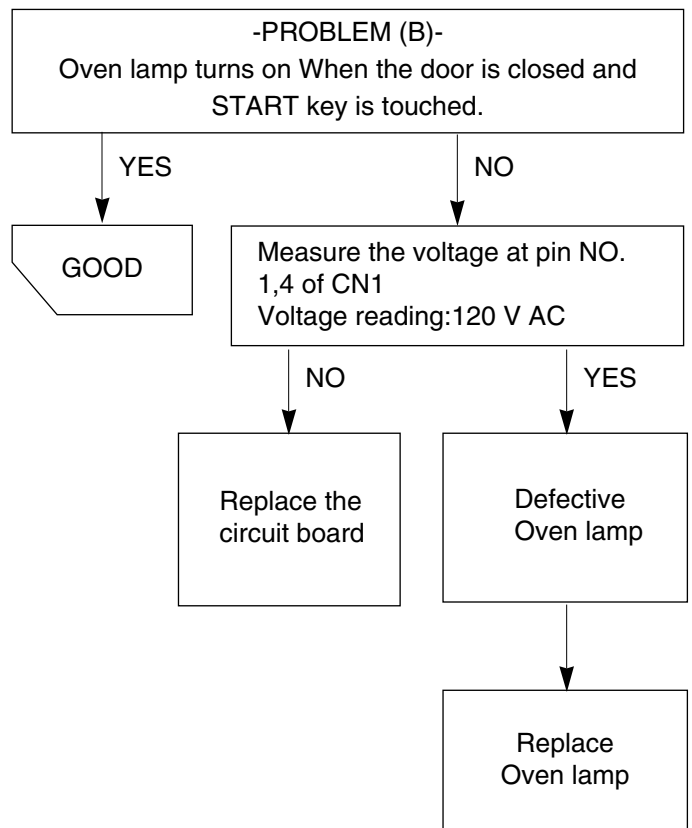 -PROBLEM (B)-
Oven lamp turns on When the door is closed and
START key is touched.
YES
NO
GOOD
Measure the voltage at pin NO.
1,4 of CN1
Voltage reading:120 V AC
NO
YES
Replace the
circuit board
Defective
Oven lamp
Replace
Oven lamp